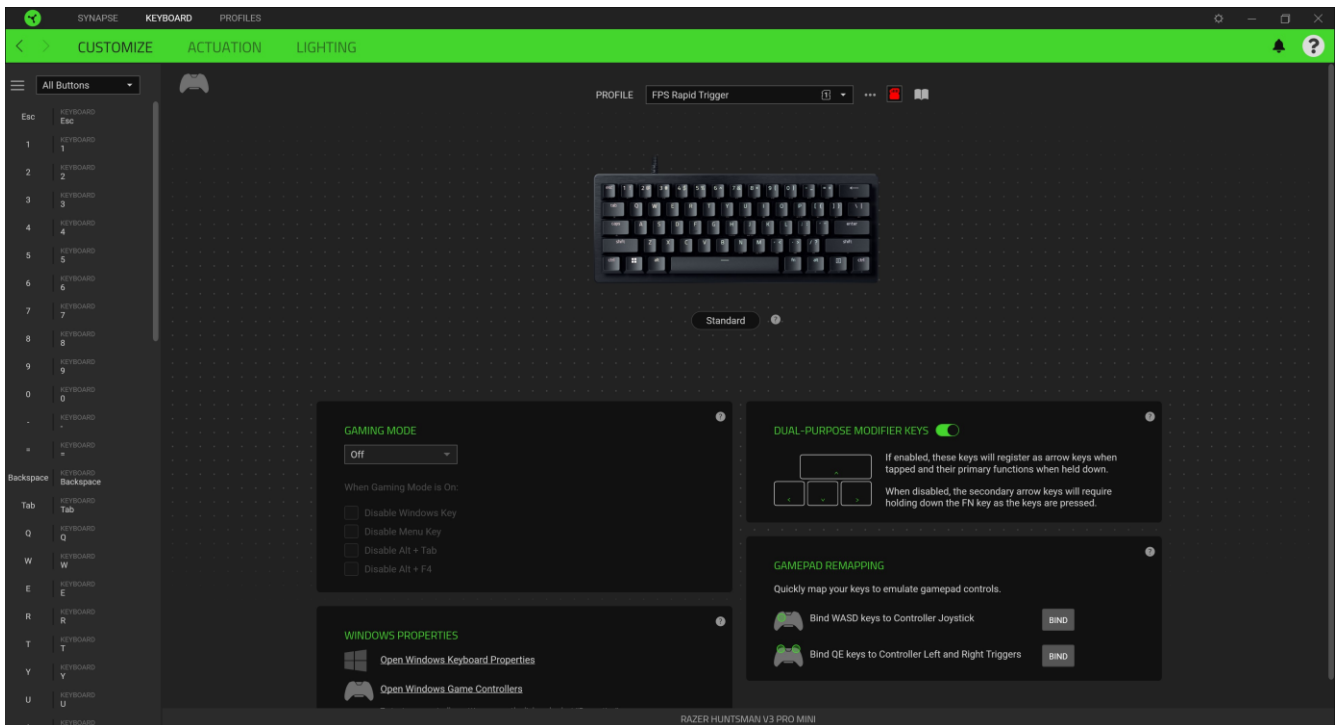 SYNAPSE KEYBOARD PROFILES
CUSTOMIZE ACTUATION LIGHTING
All Buttons
PROFILE FPS Rapid Trigger 1
Esc KEYBOARD
Esc
1 KEYBOARD
1
2 KEYBOARD
2
3 KEYBOARD
3
4 KEYBOARD
4
5 KEYBOARD
5
6 KEYBOARD
6
7 KEYBOARD
7
8 KEYBOARD
8
9 KEYBOARD
9
0 KEYBOARD
0
- KEYBOARD
-
= KEYBOARD
=
Backspace KEYBOARD
Backspace
Tab KEYBOARD
Tab
Q KEYBOARD
Q
W KEYBOARD
W
E KEYBOARD
E
R KEYBOARD
R
T KEYBOARD
T
Y KEYBOARD
Y
U KEYBOARD
U
KEYBOARD
Standard
GAMING MODE
Off
When Gaming Mode is On:
Disable Windows Key
Disable Menu Key
Disable Alt + Tab
Disable Alt + F4
WINDOWS PROPERTIES
Open Windows Keyboard Properties
Open Windows Game Controllers
DUAL-PURPOSE MODIFIER KEYS
If enabled, these keys will register as arrow keys when
tapped and their primary functions when held down.
When disabled, the secondary arrow keys will require
holding down the FN key as the keys are pressed.
GAMEPAD REMAPPING
Quickly map your keys to emulate gamepad controls.
Bind WASD keys to Controller Joystick BIND
Bind QE keys to Controller Left and Right Triggers BIND
RAZER HUNTSMAN V3 PRO MINI